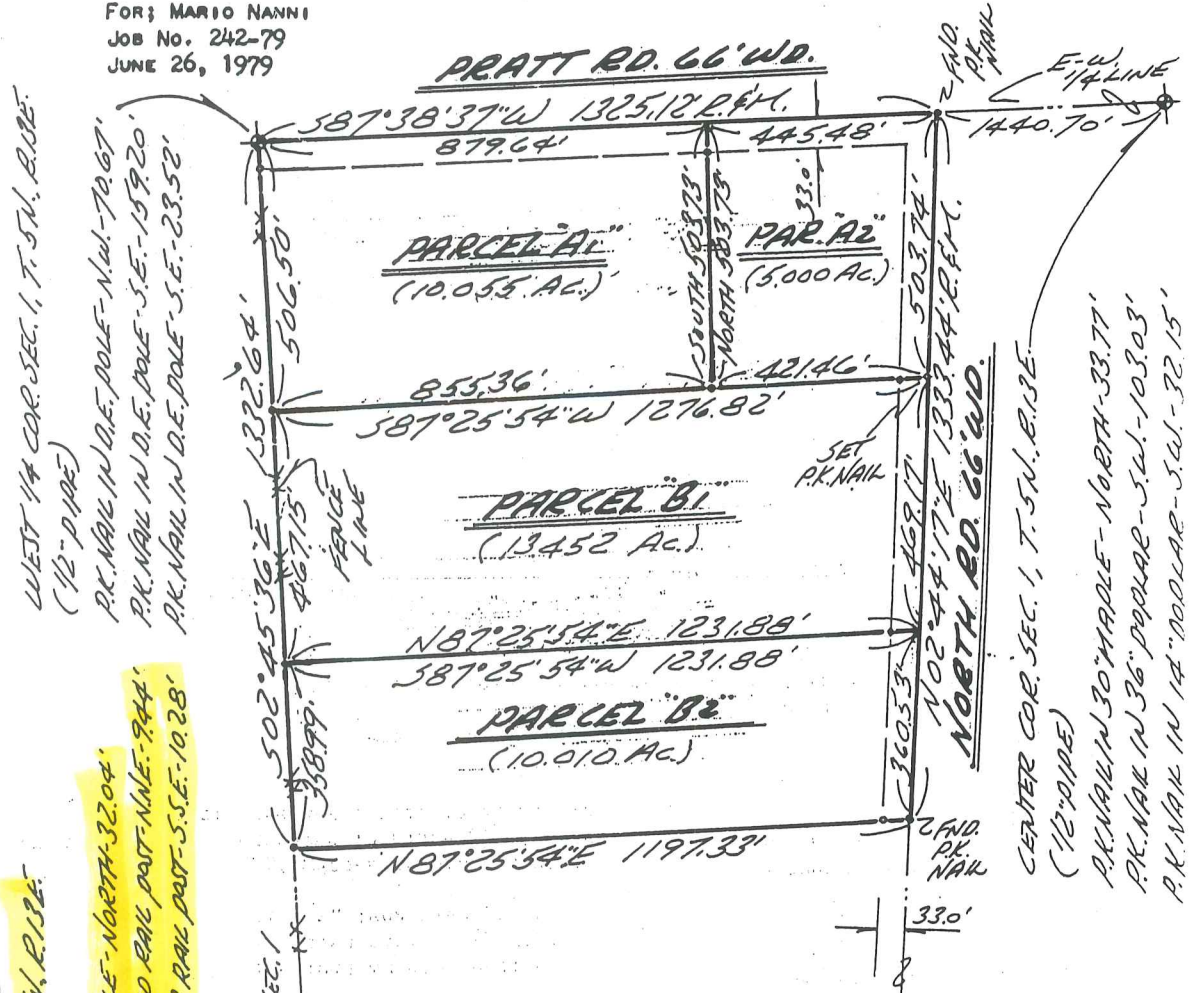 FOR; MARIO NANNI
JOB NO. 242-79
JUNE 26, 1979
PRATT RD. 66' WD.
FND.
P.K.
NAIL
E-W.
1/4 LINE
1440.70'
S87°38'37"W 1325.12 R.&M.
879.64'
445.48'
33.0'
PARCEL "A1"
(10.055 AC.)
PAR. "A2"
(5.000 AC.)
SOUTH 503.73'
NORTH 503.73'
506.50'
1332.64'
503.74'
1333.44' R.&M.
855.36'
421.46'
S87°25'54"W 1276.82'
SET
P.K. NAIL
PARCEL "B1"
(13.452 AC.)
FENCE
LINE
467.15
S02°45'36"E
469.17'
N02°44'17"E
NORTH RD. 66' WD.
N87°25'54"E 1231.88'
S87°25'54"W 1231.88'
PARCEL "B2"
(10.010 AC.)
358.99'
360.53'
N87°25'54"E 1197.33'
FND.
P.K.
NAIL
33.0'
WEST 1/4 COR. SEC. 1, T.5N., R.13E.
(1/2" PIPE)
P.K. NAIL IN D.E. POLE-N.W.-70.67'
P.K. NAIL IN D.E. POLE-S.E.-159.20'
P.K. NAIL IN D.E. POLE-S.E.-23.52'
CENTER COR. SEC. 1, T.5N., R.13E.
(1/2" PIPE)
P.K. NAIL IN 30" MAPLE-NORTH-33.77'
P.K. NAIL IN 36" POPLAR-S.W.-103.03'
P.K. NAIL IN 14" POPLAR-S.W.-32.15'
N., R.13E.
E-NORTH-32.04'
RAIL POST-N.N.E.-9.44'
RAIL POST-S.S.E.-10.28'
SEC. 1